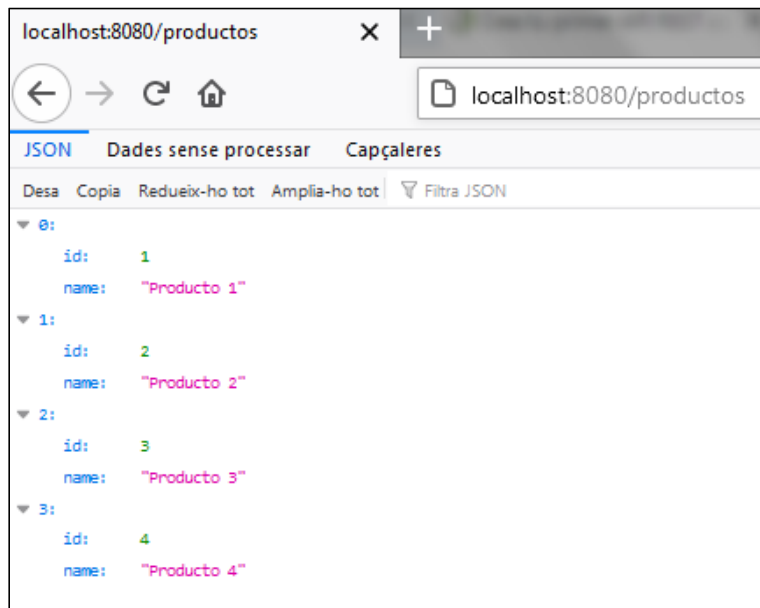 localhost:8080/productos
localhost:8080/productos
JSON Dades sense processar Capçaleres
Desa Copia Redueix-ho tot Amplia-ho tot Filtra JSON
0:
id: 1
name: "Producto 1"
1:
id: 2
name: "Producto 2"
2:
id: 3
name: "Producto 3"
3:
id: 4
name: "Producto 4"